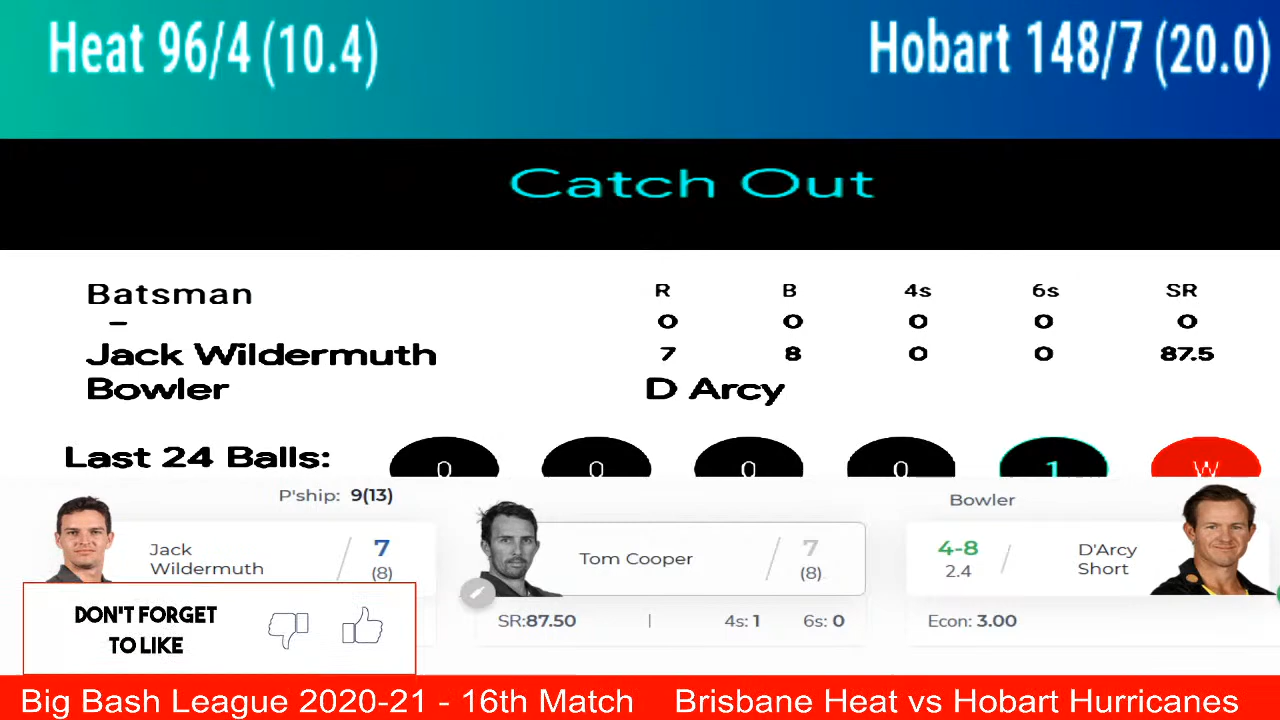 Heat 96/4 (10.4) Hobart 148/7 (20.0)
Catch Out
Batsman R B 4s 6s SR
- 0 0 0 0 0
Jack Wildermuth 7 8 0 0 87.5
Bowler D Arcy
Last 24 Balls: 0 0 0 0 1 W
P'ship: 9(13)
Jack
Wildermuth
7
(8)
Tom Cooper
7
(8)
SR:87.50 | 4s: 1 6s: 0
Bowler
4-8
2.4
D'Arcy
Short
Econ: 3.00
DON'T FORGET
TO LIKE
Big Bash League 2020-21 - 16th Match Brisbane Heat vs Hobart Hurricanes